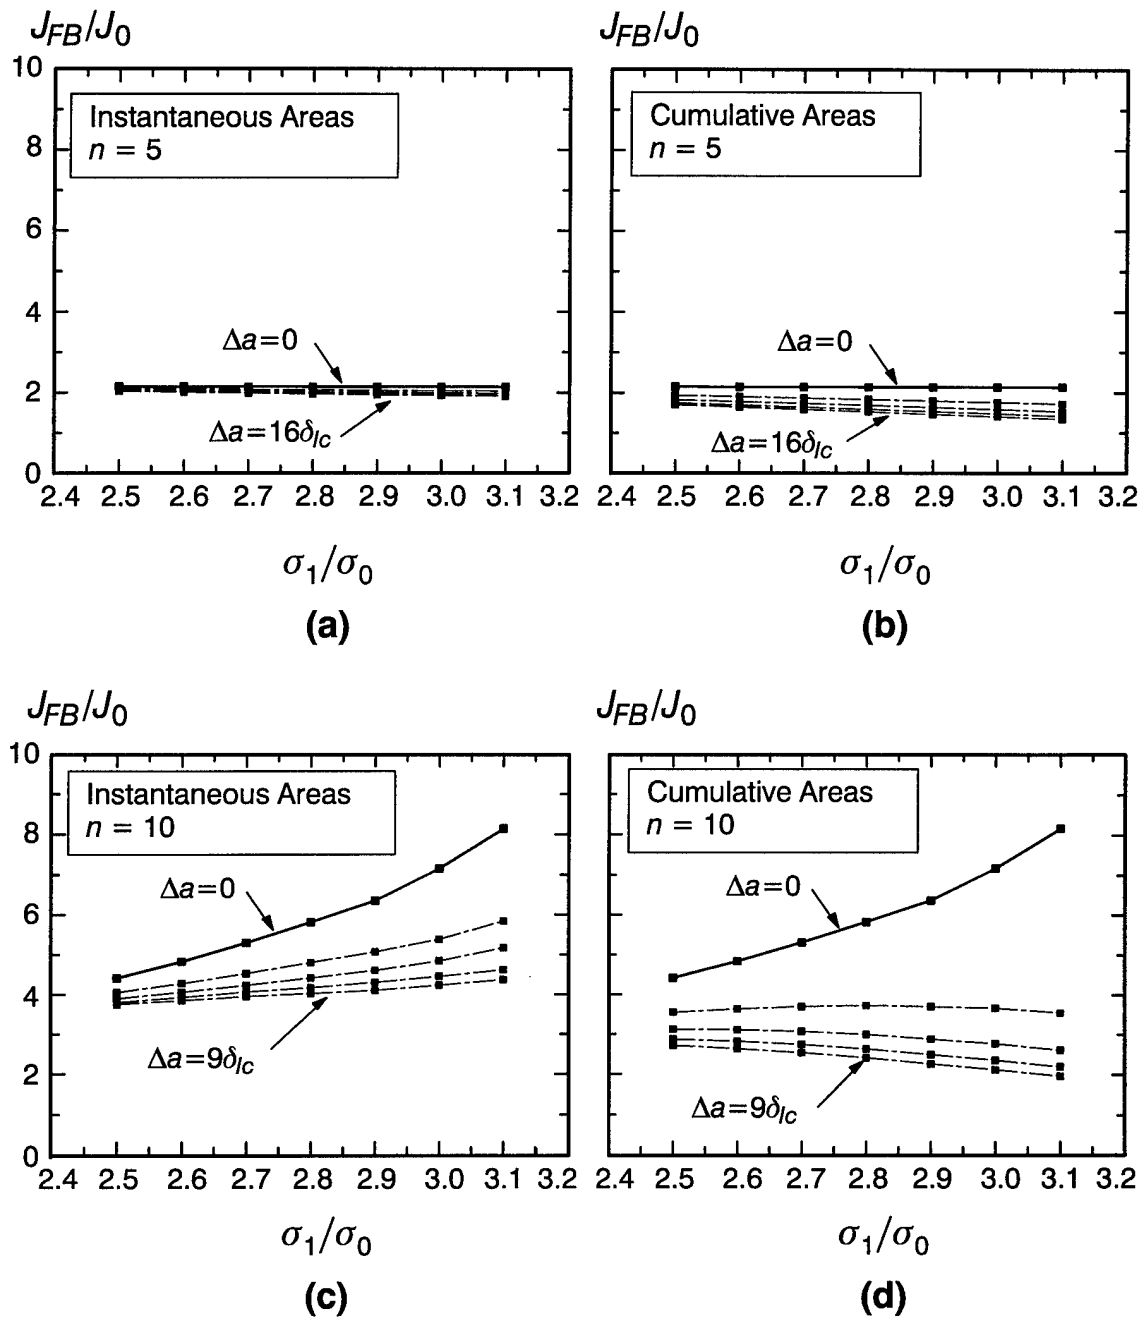 J_FB/J_0
10
8
6
4
2
0
Instantaneous Areas
n = 5
Δa=0
Δa=16δ_Ic
2.4 2.5 2.6 2.7 2.8 2.9 3.0 3.1 3.2
σ_1/σ_0
(a)
J_FB/J_0
Cumulative Areas
n = 5
Δa=0
Δa=16δ_Ic
2.4 2.5 2.6 2.7 2.8 2.9 3.0 3.1 3.2
σ_1/σ_0
(b)
J_FB/J_0
10
8
6
4
2
0
Instantaneous Areas
n = 10
Δa=0
Δa=9δ_Ic
2.4 2.5 2.6 2.7 2.8 2.9 3.0 3.1 3.2
σ_1/σ_0
(c)
J_FB/J_0
Cumulative Areas
n = 10
Δa=0
Δa=9δ_Ic
2.4 2.5 2.6 2.7 2.8 2.9 3.0 3.1 3.2
σ_1/σ_0
(d)